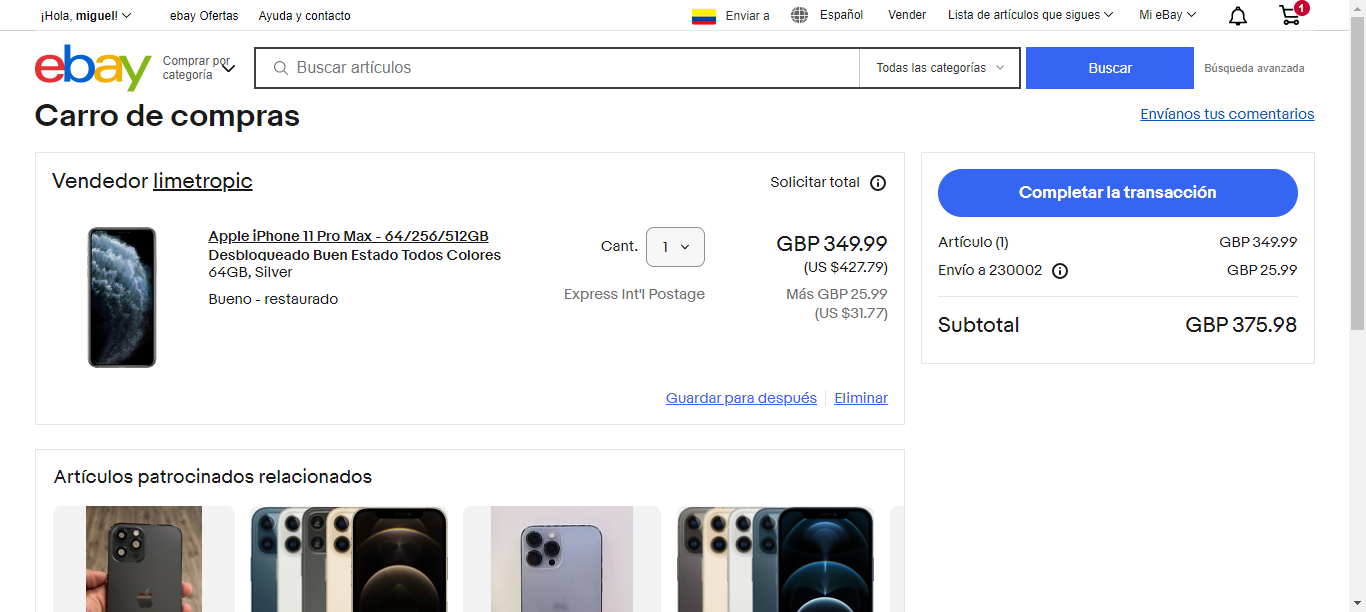 ¡Hola, miguel! ebay Ofertas Ayuda y contacto Enviar a Español Vender Lista de artículos que sigues Mi eBay 1
ebay Comprar por categoría Buscar artículos Todas las categorías Buscar Búsqueda avanzada
Carro de compras Envíanos tus comentarios
Vendedor limetropic Solicitar total
Apple iPhone 11 Pro Max - 64/256/512GB
Desbloqueado Buen Estado Todos Colores
64GB, Silver
Bueno - restaurado
Cant. 1 GBP 349.99
(US $427.79)
Express Int'l Postage Más GBP 25.99
(US $31.77)
Guardar para después Eliminar
Completar la transacción
Artículo (1) GBP 349.99
Envío a 230002 GBP 25.99
Subtotal GBP 375.98
Artículos patrocinados relacionados